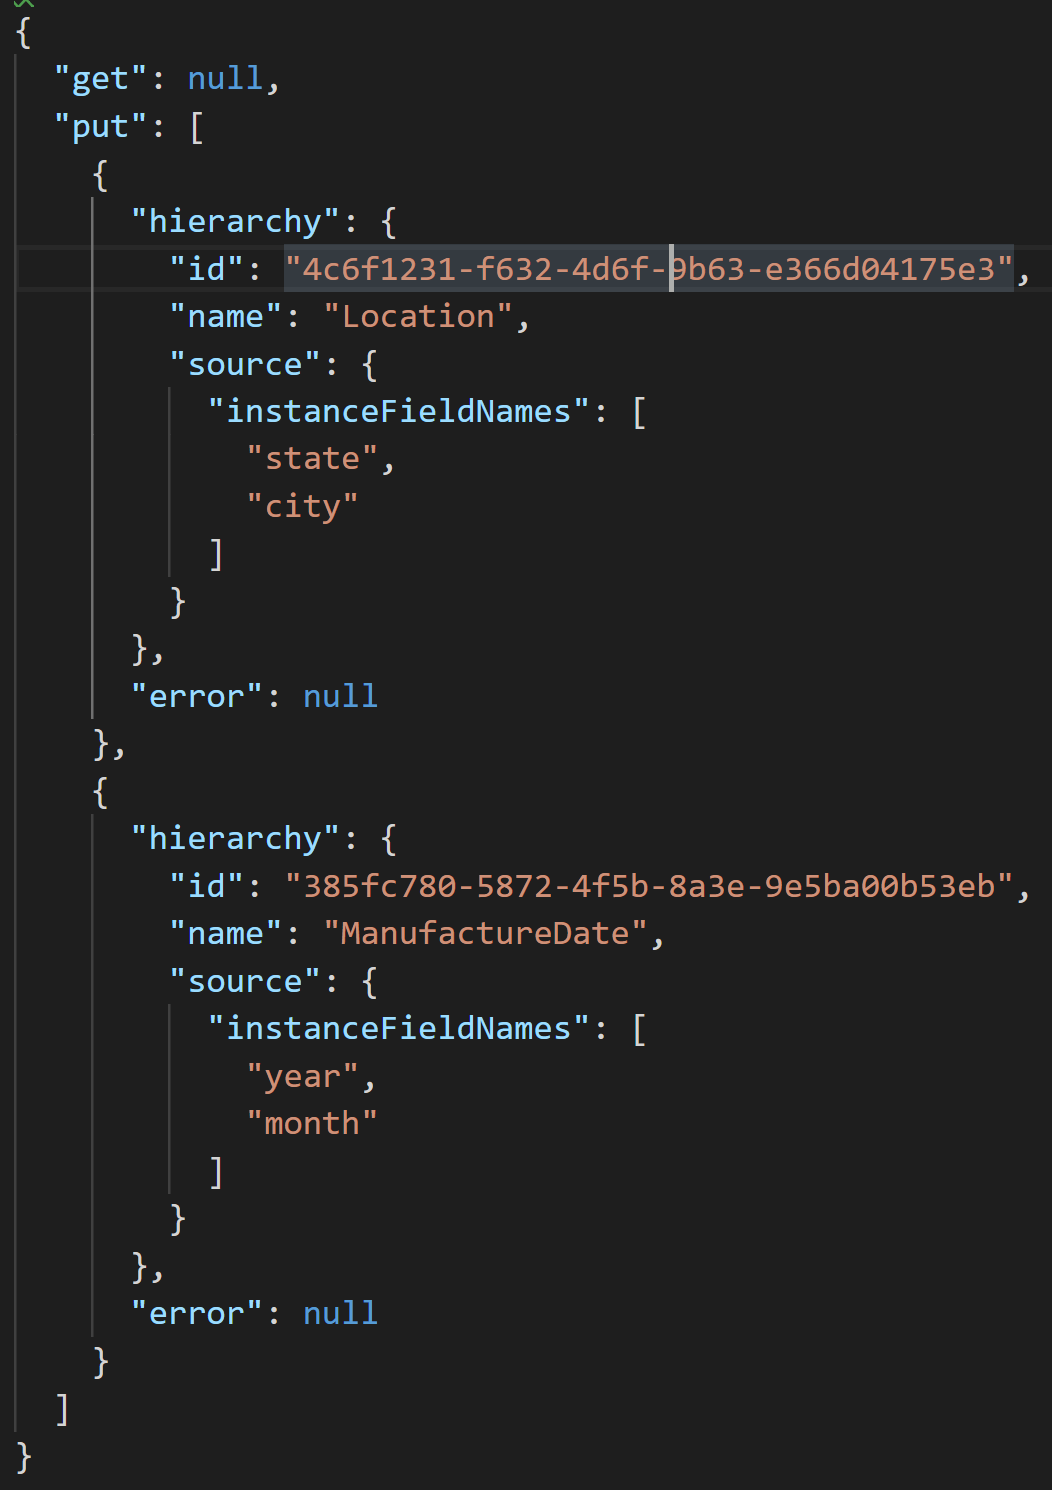 {
  "get": null,
  "put": [
    {
      "hierarchy": {
        "id": "4c6f1231-f632-4d6f-9b63-e366d04175e3",
        "name": "Location",
        "source": {
          "instanceFieldNames": [
            "state",
            "city"
          ]
        }
      },
      "error": null
    },
    {
      "hierarchy": {
        "id": "385fc780-5872-4f5b-8a3e-9e5ba00b53eb",
        "name": "ManufactureDate",
        "source": {
          "instanceFieldNames": [
            "year",
            "month"
          ]
        }
      },
      "error": null
    }
  ]
}